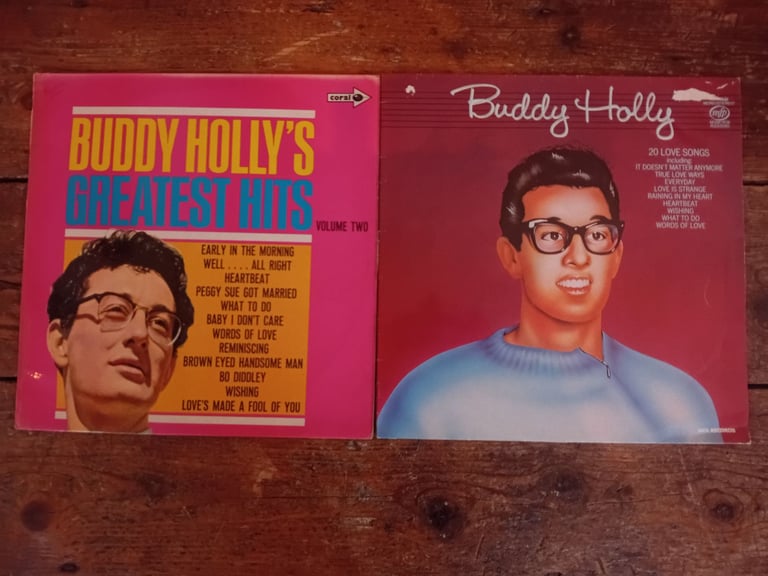 coral
BUDDY HOLLY'S
GREATEST HITS
VOLUME TWO
EARLY IN THE MORNING
WELL .... ALL RIGHT
HEARTBEAT
PEGGY SUE GOT MARRIED
WHAT TO DO
BABY I DON'T CARE
WORDS OF LOVE
REMINISCING
BROWN EYED HANDSOME MAN
BO DIDDLEY
WISHING
LOVE'S MADE A FOOL OF YOU
Buddy Holly
mfp
20 LOVE SONGS
including:
IT DOESN'T MATTER ANYMORE
TRUE LOVE WAYS
EVERYDAY
LOVE IS STRANGE
RAINING IN MY HEART
HEARTBEAT
WISHING
WHAT TO DO
WORDS OF LOVE
MCA RECORDS